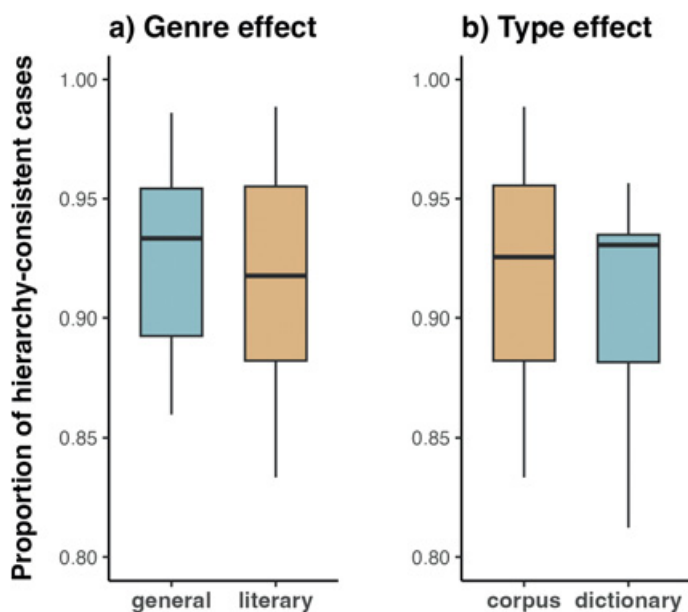 a) Genre effect
b) Type effect
Proportion of hierarchy-consistent cases
1.00
0.95
0.90
0.85
0.80
general literary
1.00
0.95
0.90
0.85
0.80
corpus dictionary